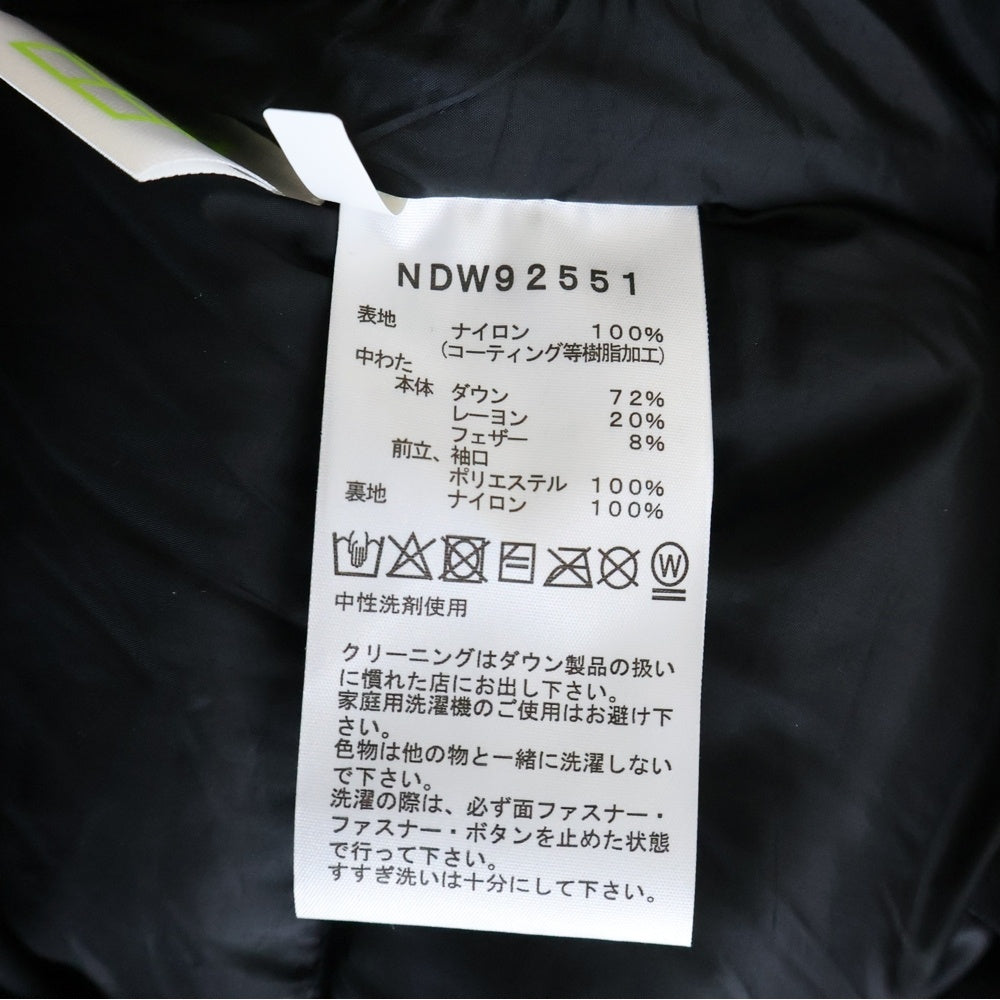 NDW92551
表地
ナイロン 100%
(コーティング等樹脂加工)
中わた
本体 ダウン 72%
レーヨン 20%
フェザー 8%
前立、袖口
ポリエステル 100%
裏地 ナイロン 100%
W
中性洗剤使用
クリーニングはダウン製品の扱い
に慣れた店にお出し下さい。
家庭用洗濯機のご使用はお避け下
さい。
色物は他の物と一緒に洗濯しない
で下さい。
洗濯の際は、必ず面ファスナー・
ファスナー・ボタンを止めた状態
で行って下さい。
すすぎ洗いは十分にして下さい。